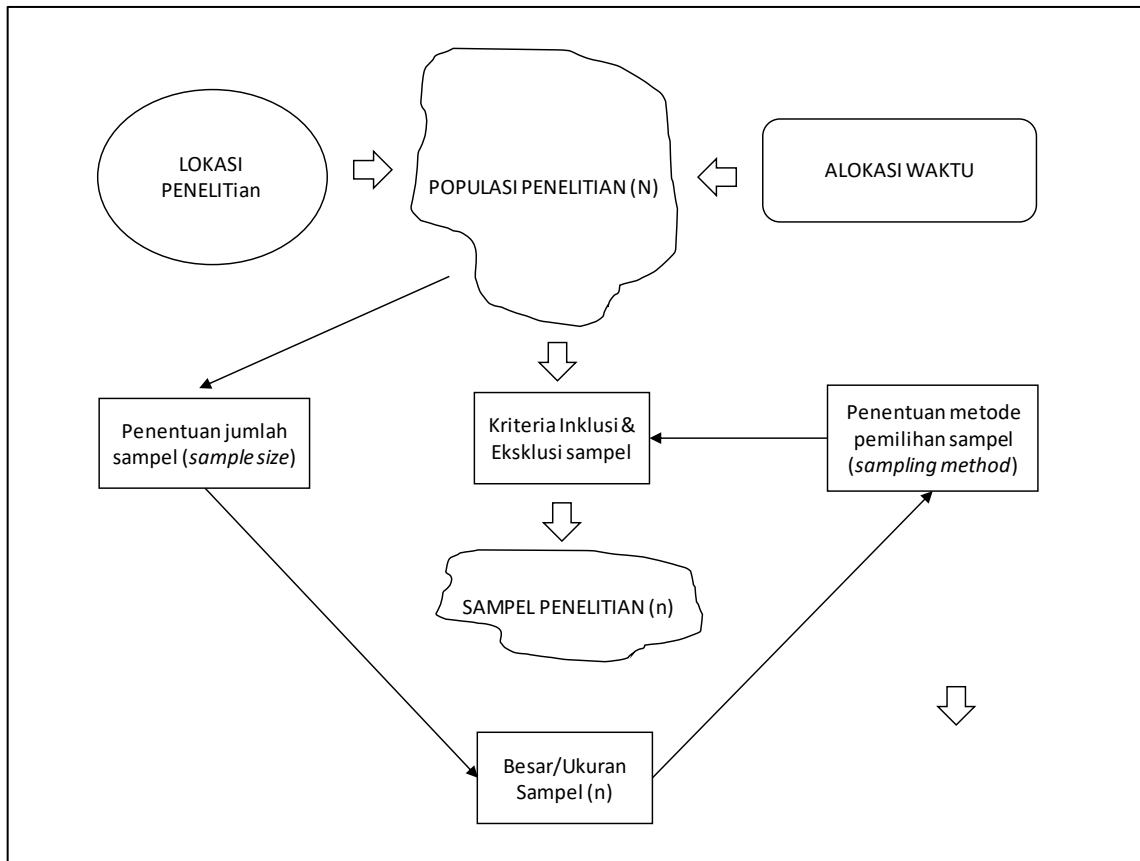 LOKASI
PENELITian
POPULASI PENELITIAN (N)
ALOKASI WAKTU
Penentuan jumlah
sampel (sample size)
Kriteria Inklusi &
Eksklusi sampel
Penentuan metode
pemilihan sampel
(sampling method)
SAMPEL PENELITIAN (n)
Besar/Ukuran
Sampel (n)